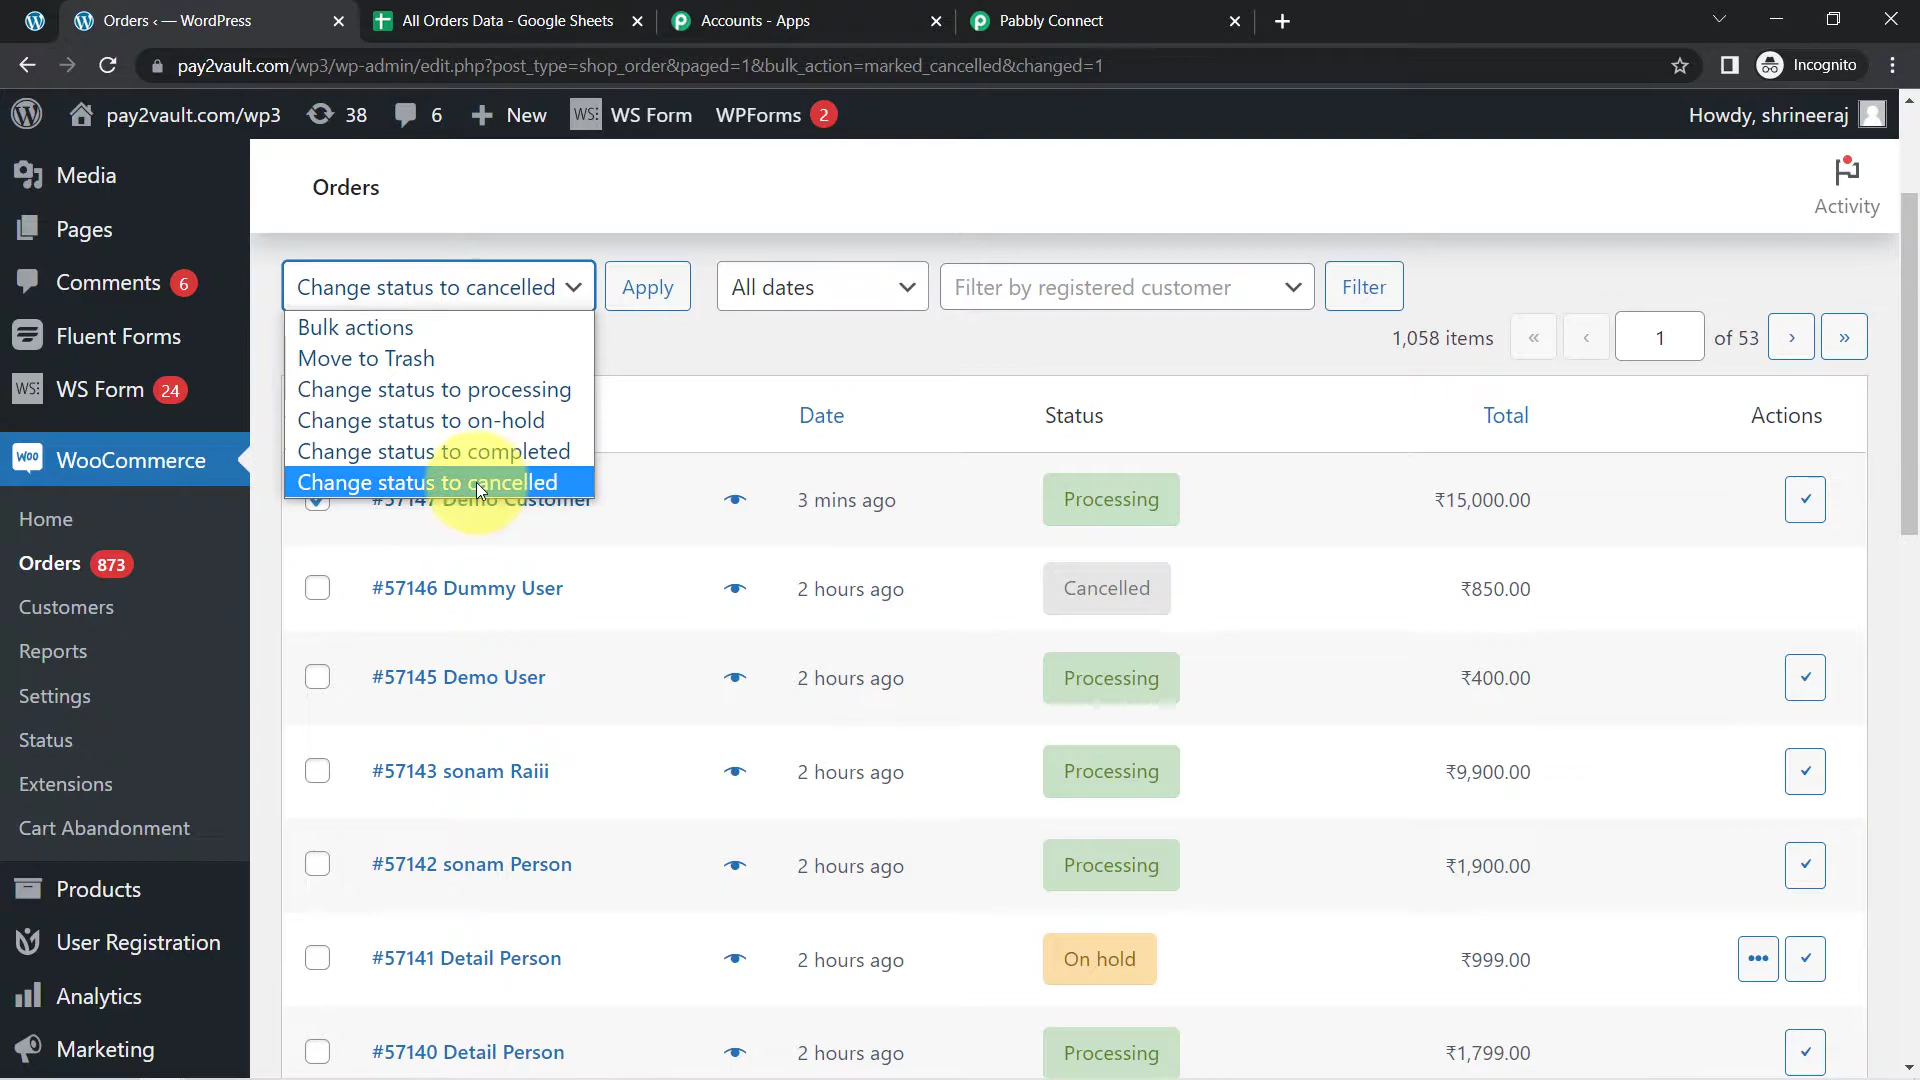 Orders ‹ — WordPress
All Orders Data - Google Sheets
Accounts - Apps
Pabbly Connect
pay2vault.com/wp3/wp-admin/edit.php?post_type=shop_order&paged=1&bulk_action=marked_cancelled&changed=1
Incognito
pay2vault.com/wp3 38 6 New WS: WS Form WPForms 2
Howdy, shrineeraj
Media
Pages
Comments 6
Fluent Forms
WS: WS Form 24
Woo WooCommerce
Home
Orders 873
Customers
Reports
Settings
Status
Extensions
Cart Abandonment
Products
User Registration
Analytics
Marketing
Orders
Activity
Change status to cancelled Apply All dates Filter by registered customer Filter
Bulk actions
Move to Trash
Change status to processing
Change status to on-hold
Change status to completed
Change status to cancelled
1,058 items « ‹ 1 of 53 › »
Date Status Total Actions
#57147 Demo Customer 3 mins ago Processing ₹15,000.00
#57146 Dummy User 2 hours ago Cancelled ₹850.00
#57145 Demo User 2 hours ago Processing ₹400.00
#57143 sonam Raiii 2 hours ago Processing ₹9,900.00
#57142 sonam Person 2 hours ago Processing ₹1,900.00
#57141 Detail Person 2 hours ago On hold ₹999.00
#57140 Detail Person 2 hours ago Processing ₹1,799.00